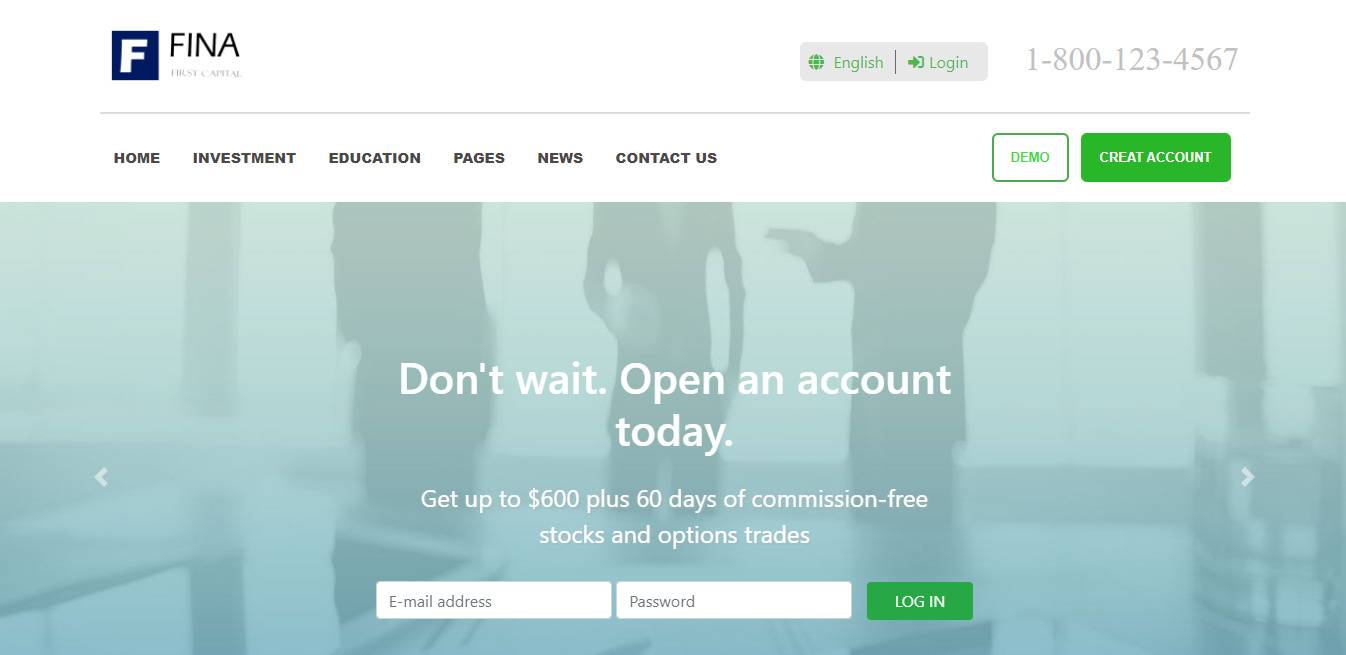 F FINA
FIRST CAPITAL
English Login
1-800-123-4567
HOME INVESTMENT EDUCATION PAGES NEWS CONTACT US
DEMO CREAT ACCOUNT
Don't wait. Open an account
today.
Get up to $600 plus 60 days of commission-free
stocks and options trades
E-mail address Password LOG IN